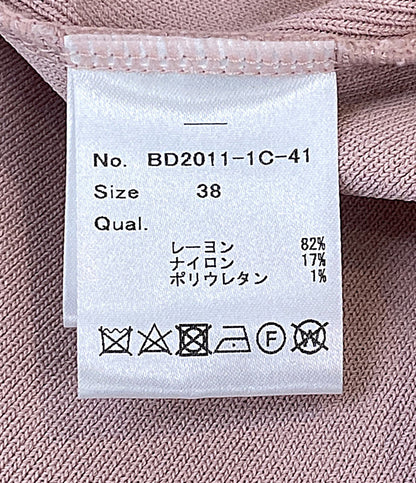 No. BD2011-1C-41
Size 38
Qual.
レーヨン 82%
ナイロン 17%
ポリウレタン 1%
F W